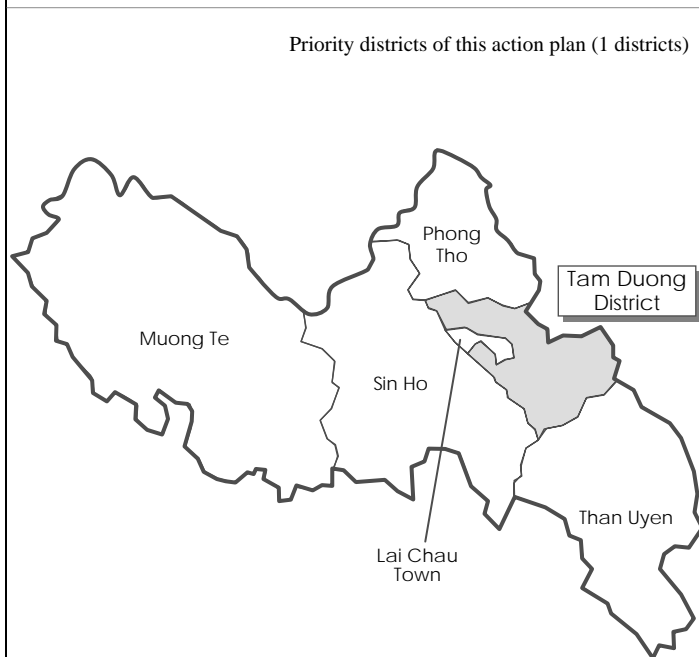 Priority districts of this action plan (1 districts)
Phong
Tho
Tam Duong
District
Muong Te
Sin Ho
Than Uyen
Lai Chau
Town